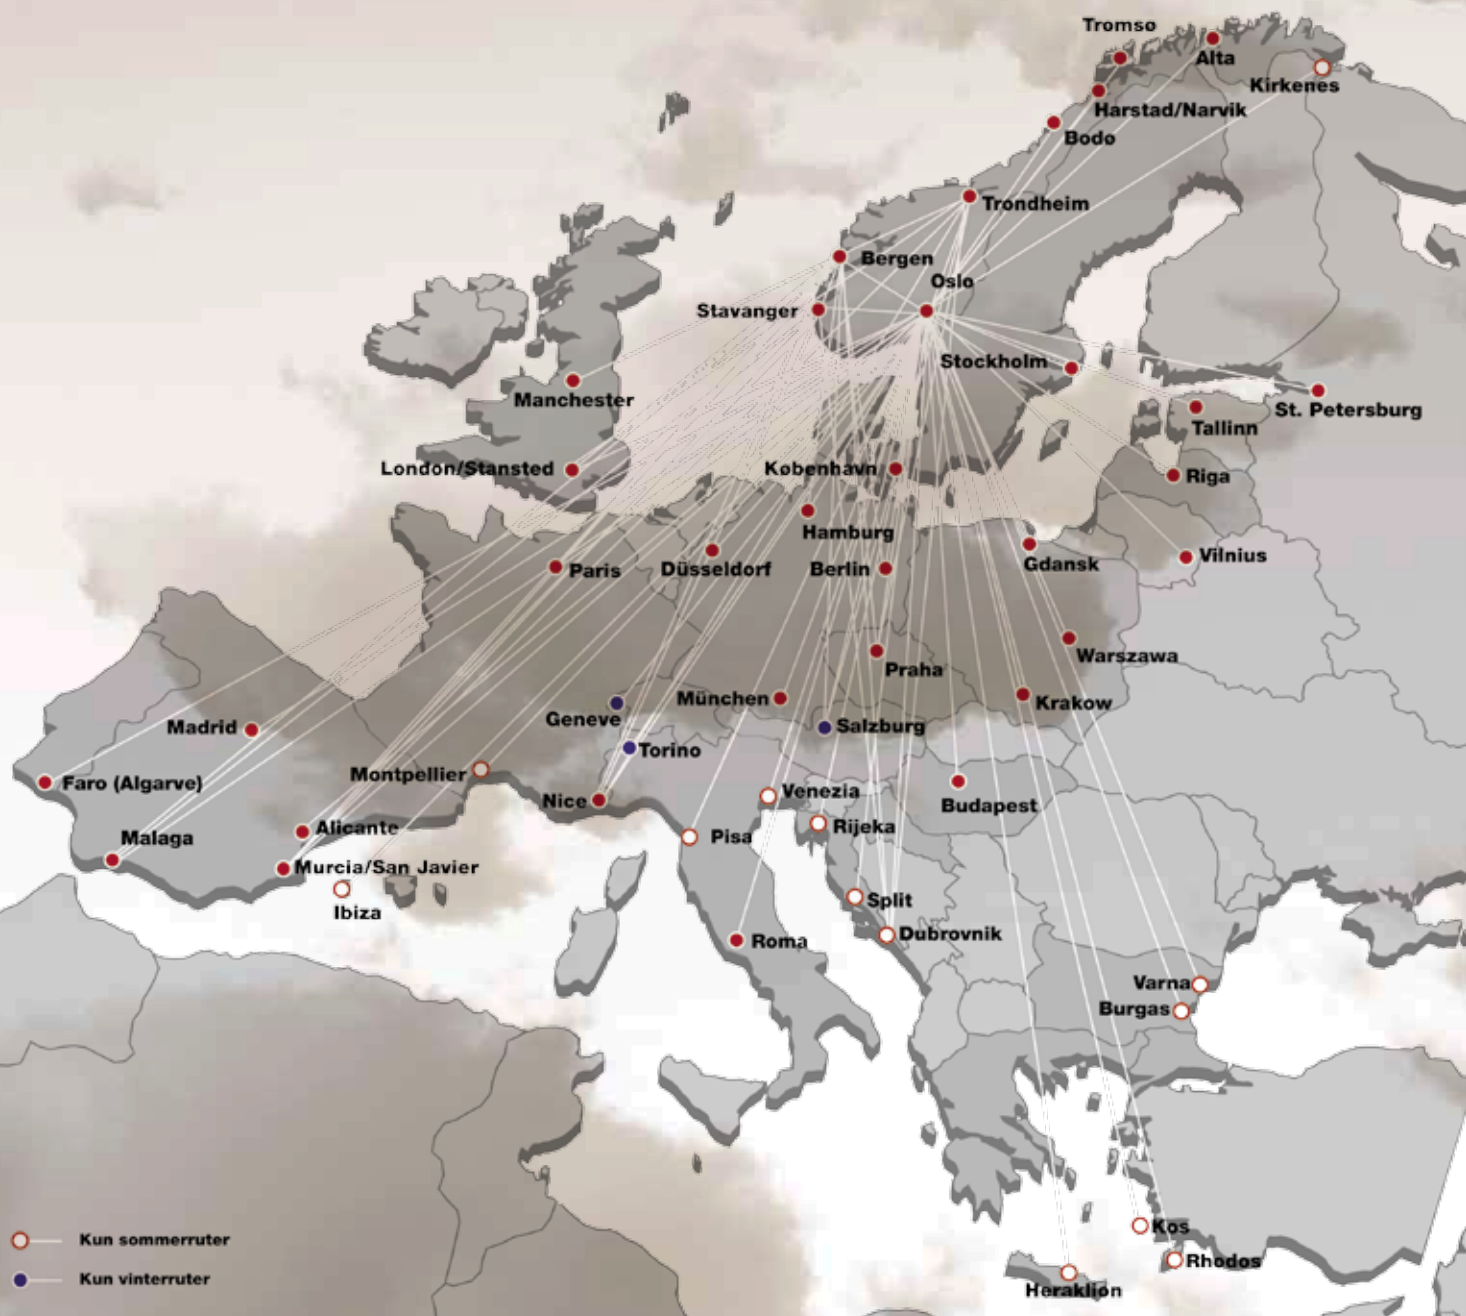 Tromsø
Alta
Kirkenes
Harstad/Narvik
Bodø
Trondheim
Bergen
Oslo
Stavanger
Stockholm
Manchester
St. Petersburg
Tallinn
London/Stansted
København
Riga
Hamburg
Vilnius
Gdansk
Paris
Düsseldorf
Berlin
Warszawa
Praha
München
Krakow
Geneve
Salzburg
Madrid
Torino
Montpellier
Faro (Algarve)
Venezia
Nice
Budapest
Alicante
Rijeka
Pisa
Malaga
Murcia/San Javier
Split
Ibiza
Dubrovnik
Roma
Varna
Burgas
Kos
Kun sommerruter
Rhodos
Kun vinterruter
Heraklion